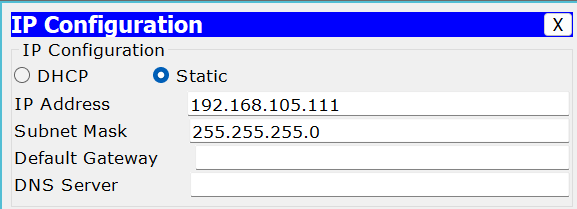 IP Configuration X
IP Configuration
DHCP Static
IP Address 192.168.105.111
Subnet Mask 255.255.255.0
Default Gateway
DNS Server